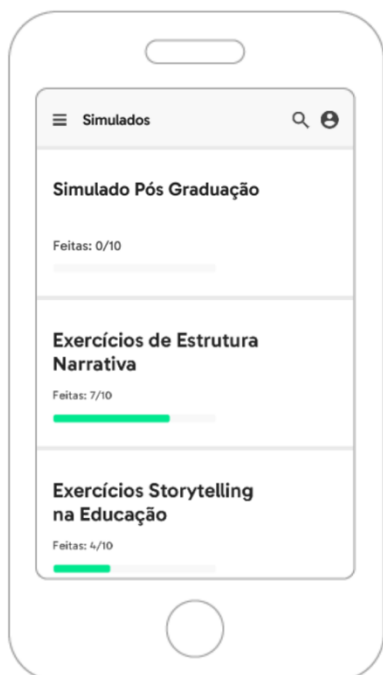 Simulados
Simulado Pós Graduação
Feitas: 0/10
Exercícios de Estrutura
Narrativa
Feitas: 7/10
Exercícios Storytelling
na Educação
Feitas: 4/10